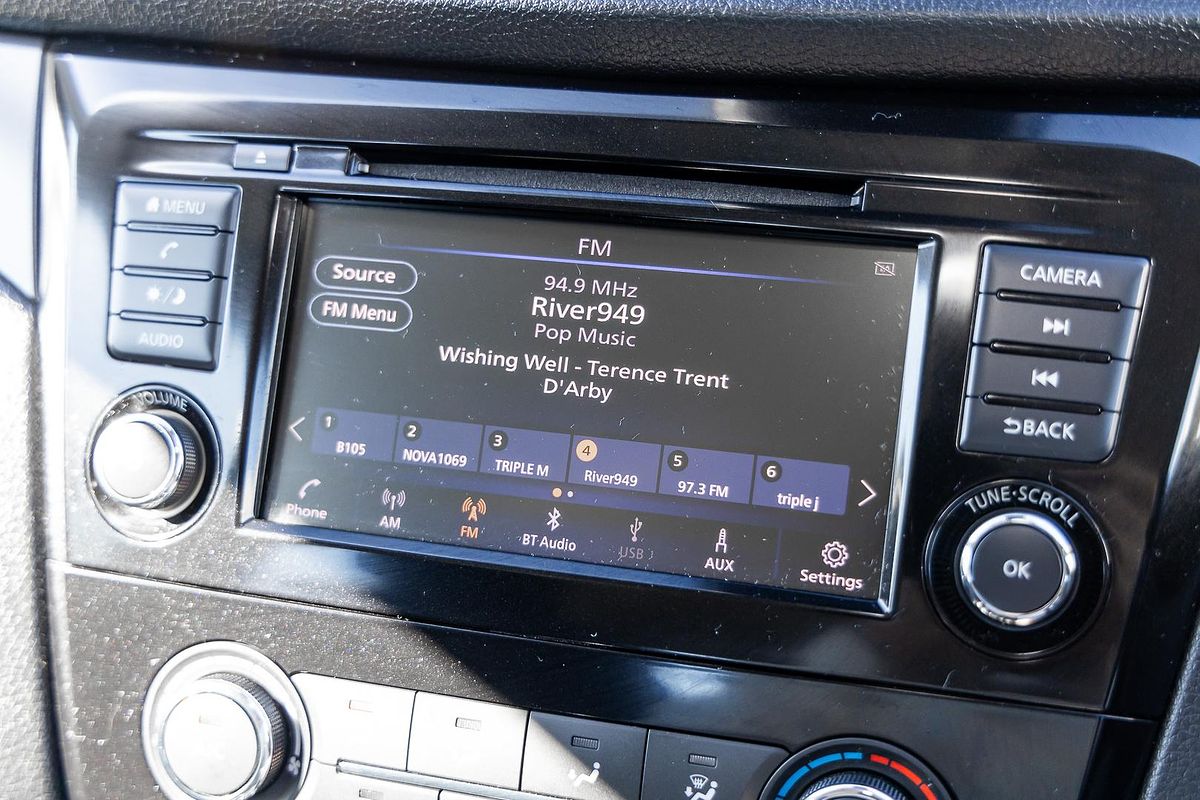 MENU
AUDIO
VOLUME
FM
Source
FM Menu
94.9 MHz
River949
Pop Music
Wishing Well - Terence Trent
D'Arby
1 B105
2 NOVA1069
3 TRIPLE M
4 River949
5 97.3 FM
6 triple j
Phone
AM
FM
BT Audio
USB
AUX
Settings
CAMERA
BACK
TUNE·SCROLL
OK